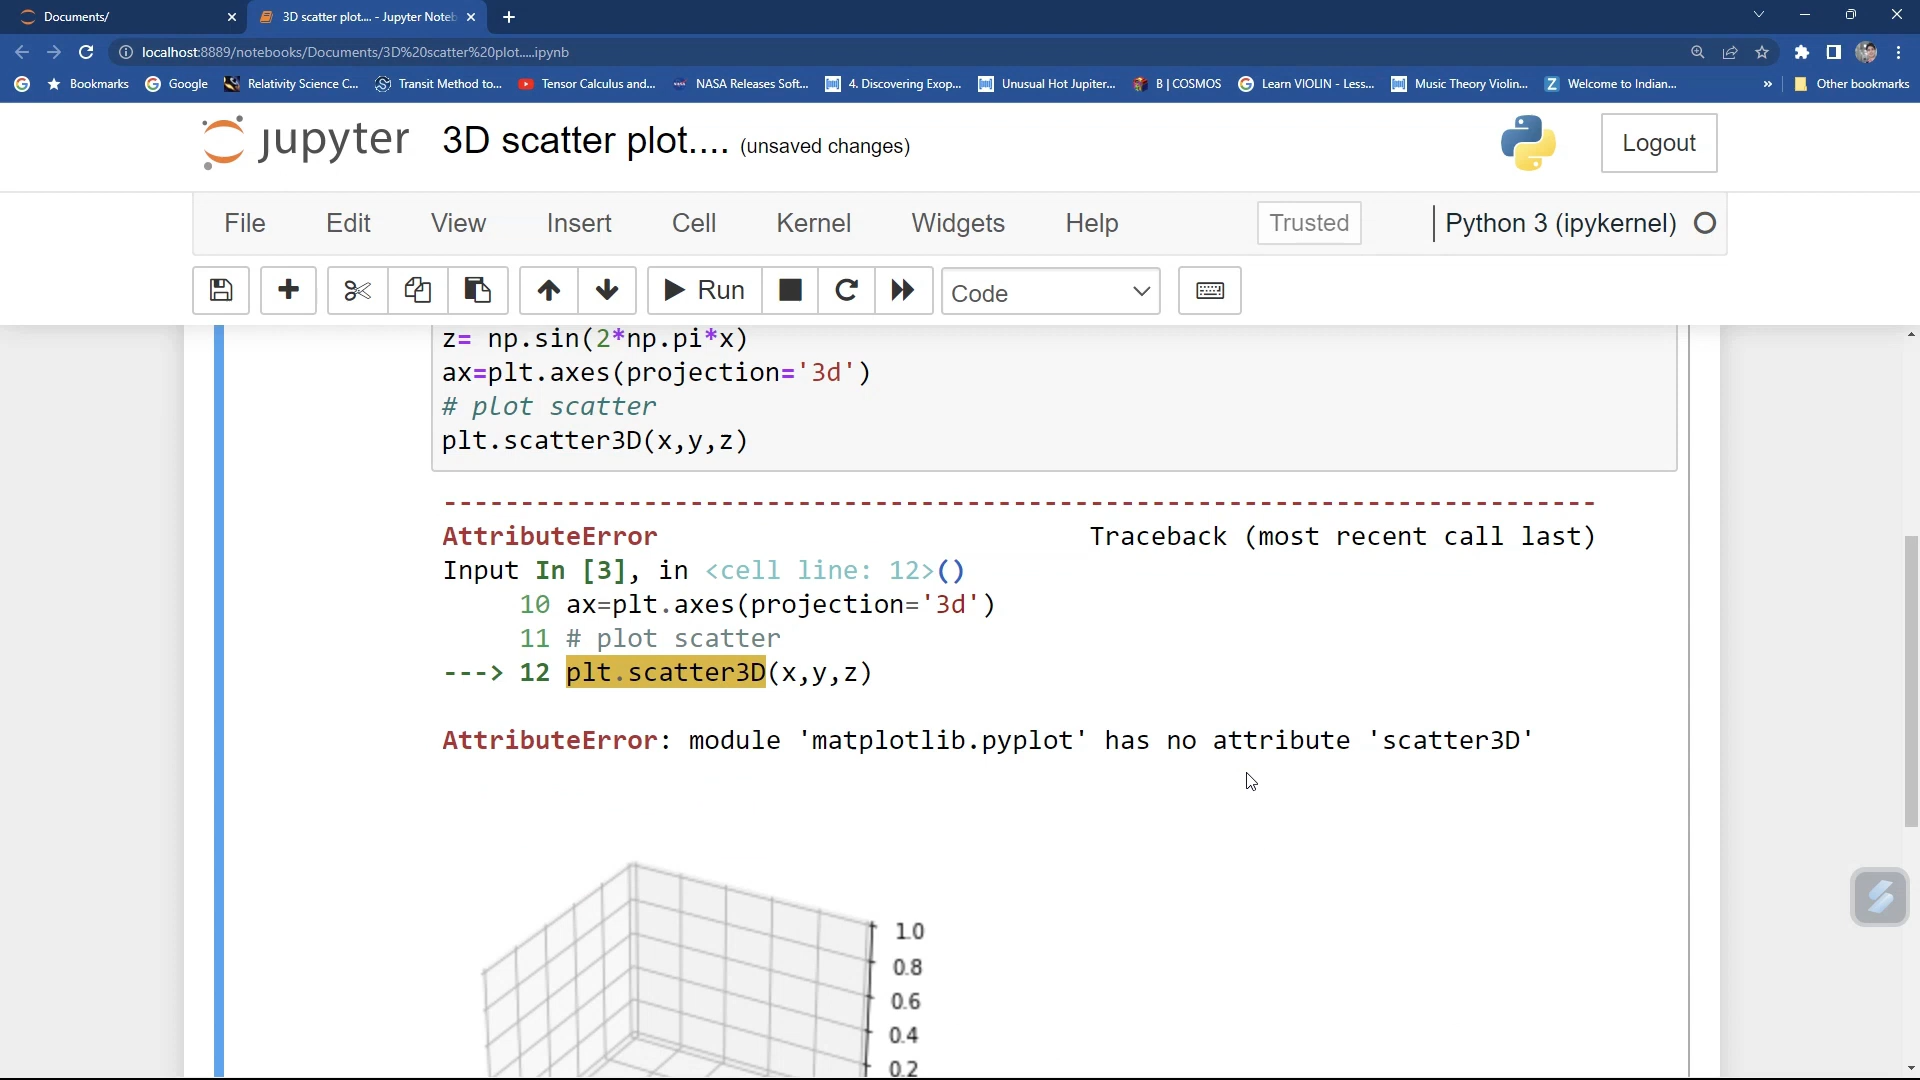 Documents/
3D scatter plot.... - Jupyter Noteb
localhost:8889/notebooks/Documents/3D%20scatter%20plot.....ipynb
Bookmarks Google Relativity Science C... Transit Method to... Tensor Calculus and... NASA Releases Soft... 4. Discovering Exop... Unusual Hot Jupiter... B | COSMOS Learn VIOLIN - Less... Music Theory Violin... Welcome to Indian... » Other bookmarks
jupyter 3D scatter plot.... (unsaved changes) Logout
File Edit View Insert Cell Kernel Widgets Help Trusted Python 3 (ipykernel)
Run Code
z= np.sin(2*np.pi*x)
ax=plt.axes(projection='3d')
# plot scatter
plt.scatter3D(x,y,z)
---------------------------------------------------------------------------
AttributeError Traceback (most recent call last)
Input In [3], in <cell line: 12>()
10 ax=plt.axes(projection='3d')
11 # plot scatter
---> 12 plt.scatter3D(x,y,z)
AttributeError: module 'matplotlib.pyplot' has no attribute 'scatter3D'
1.0
0.8
0.6
0.4
0.2